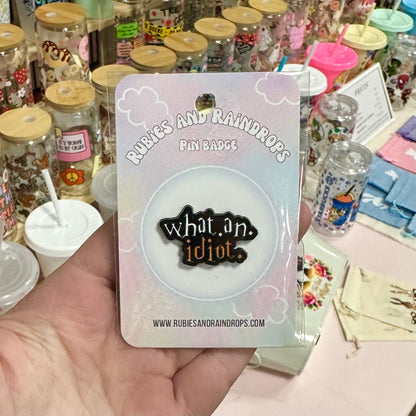 RUBIES AND RAINDROPS
PIN BADGE
what.an.
idiot.
WWW.RUBIESANDRAINDROPS.COM